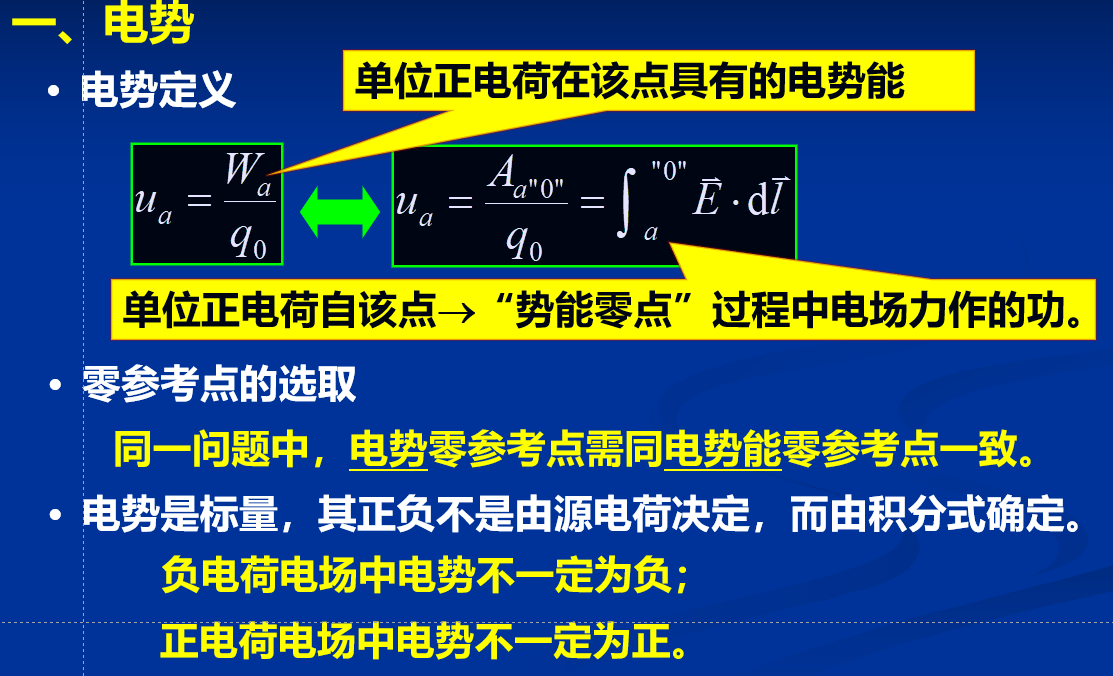 一、电势
• 电势定义
单位正电荷在该点具有的电势能
u_a = W_a / q_0
u_a = A_{a"0"} / q_0 = ∫_a^{"0"} E⃗ · dl⃗
单位正电荷自该点→“势能零点”过程中电场力作的功。
• 零参考点的选取
同一问题中，电势零参考点需同电势能零参考点一致。
• 电势是标量，其正负不是由源电荷决定，而由积分式确定。
负电荷电场中电势不一定为负；
正电荷电场中电势不一定为正。